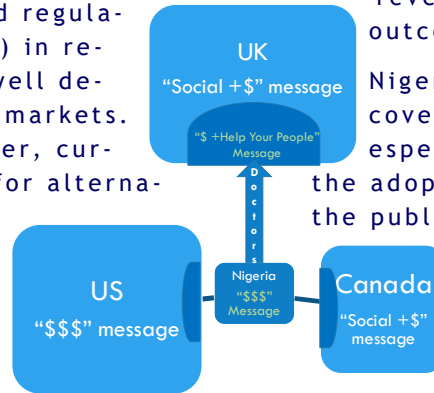 d regula-
) in re-
vell de-
markets.
er, cur-
for alterna-
outco
Niger
cove
espe
the adop
the publ
UK
“Social +$” message
“$ +Help Your People”
Message
Doctors
Nigeria
“$$$”
Message
US
“$$$” message
Canada
“Social +$”
message